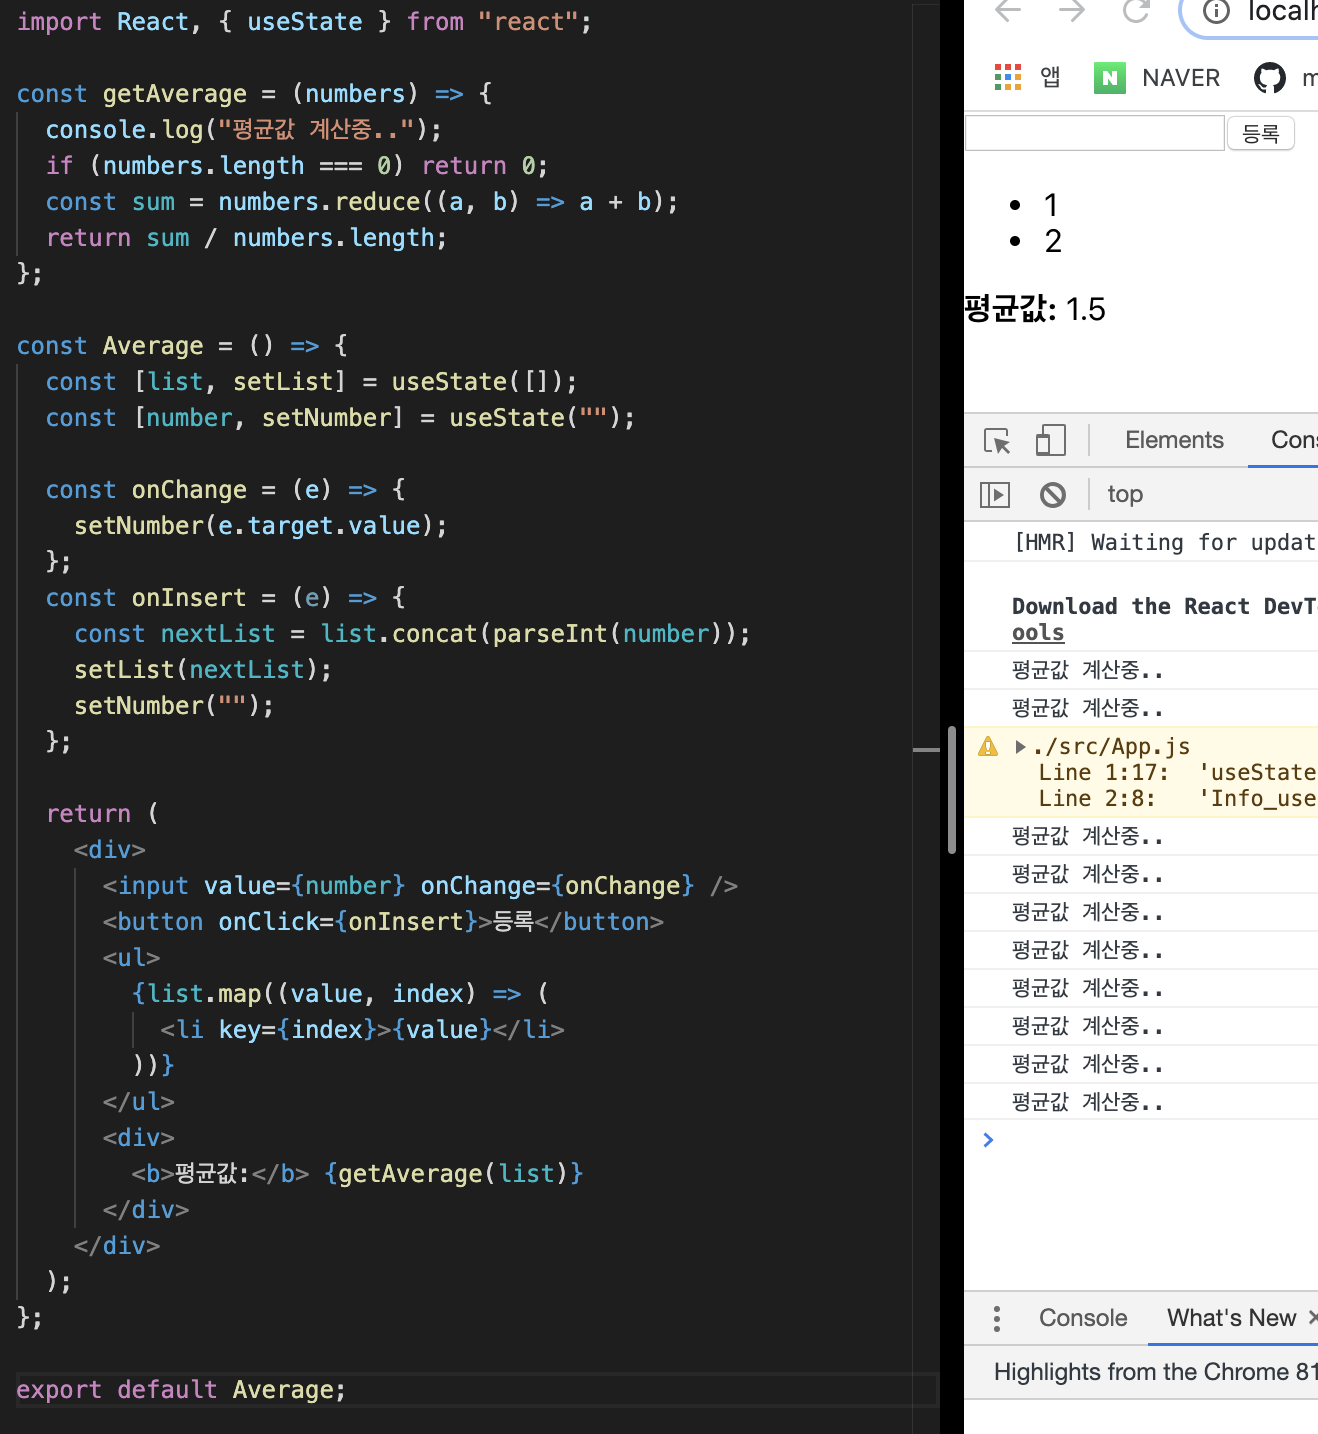 import React, { useState } from "react";
const getAverage = (numbers) => {
console.log("평균값 계산중..");
if (numbers.length === 0) return 0;
const sum = numbers.reduce((a, b) => a + b);
return sum / numbers.length;
};
const Average = () => {
const [list, setList] = useState([]);
const [number, setNumber] = useState("");
const onChange = (e) => {
setNumber(e.target.value);
};
const onInsert = (e) => {
const nextList = list.concat(parseInt(number));
setList(nextList);
setNumber("");
};
return (
<div>
<input value={number} onChange={onChange} />
<button onClick={onInsert}>등록</button>
<ul>
{list.map((value, index) => (
<li key={index}>{value}</li>
))}
</ul>
<div>
<b>평균값:</b> {getAverage(list)}
</div>
</div>
);
};
export default Average;
localh
앱 N NAVER m
등록
1
2
평균값: 1.5
Elements Cons
top
[HMR] Waiting for updat
Download the React DevT
ools
평균값 계산중..
평균값 계산중..
./src/App.js
Line 1:17: 'useState
Line 2:8: 'Info_use
평균값 계산중..
평균값 계산중..
평균값 계산중..
평균값 계산중..
평균값 계산중..
평균값 계산중..
평균값 계산중..
평균값 계산중..
Console What's New
Highlights from the Chrome 81